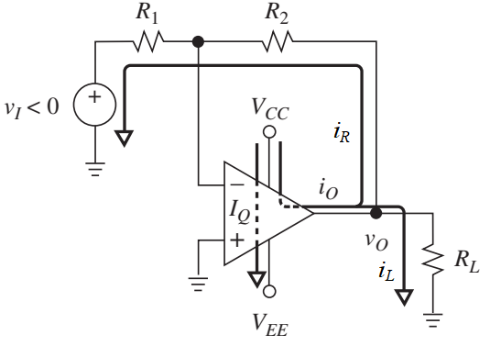 R1 R2
+
vI < 0
VCC
iR
iO
−
IQ
+
vO
iL
RL
VEE